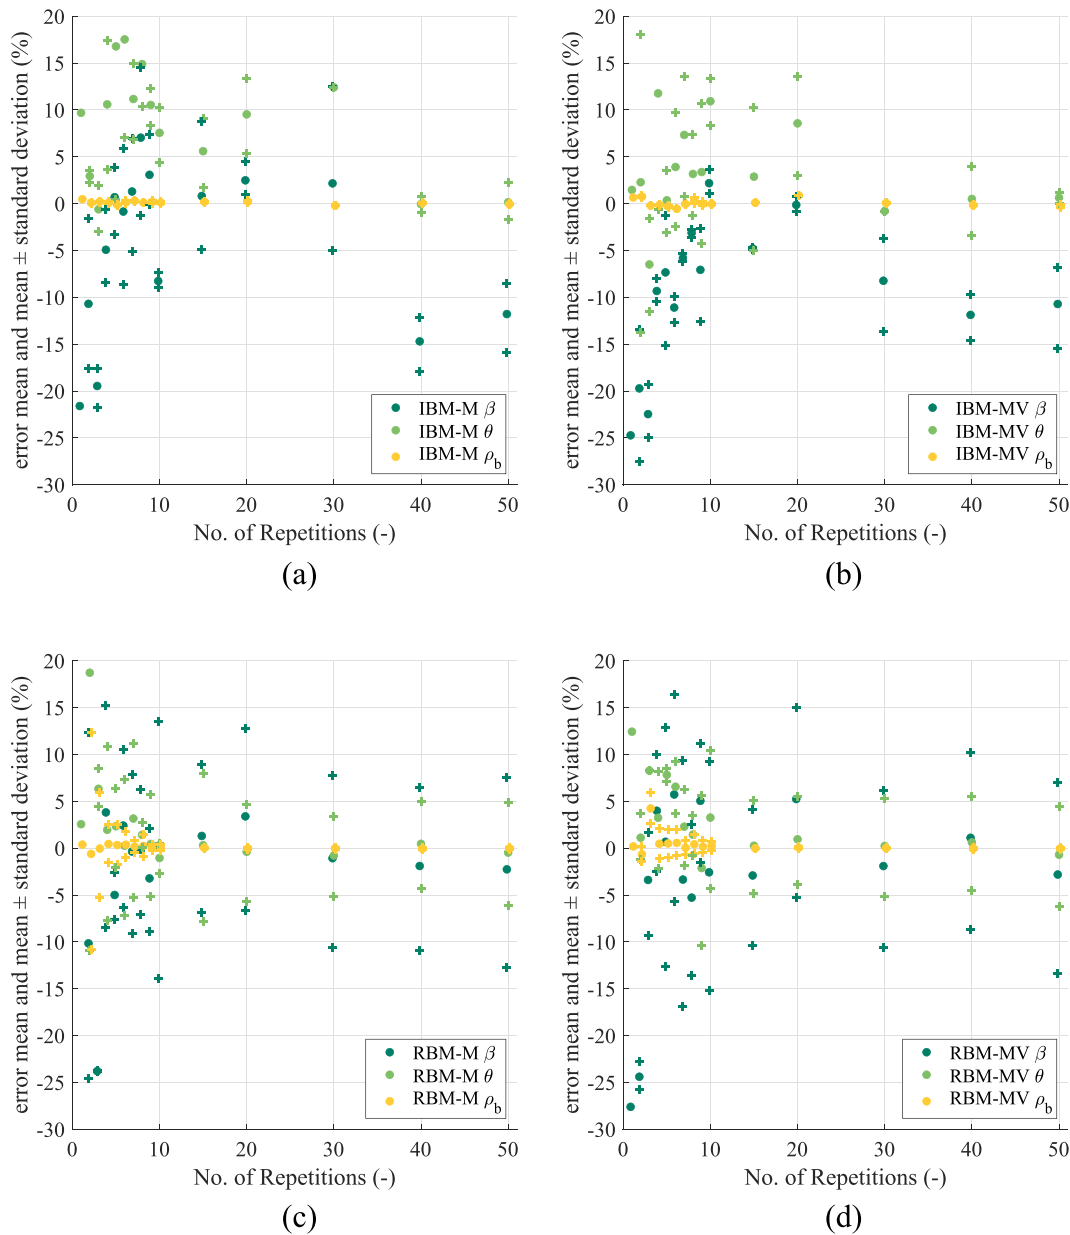 error mean and mean ± standard deviation (%)
20
15
10
5
0
-5
-10
-15
-20
-25
-30
IBM-M β
IBM-M θ
IBM-M ρb
0 10 20 30 40 50
No. of Repetitions (-)
(a)
error mean and mean ± standard deviation (%)
20
15
10
5
0
-5
-10
-15
-20
-25
-30
IBM-MV β
IBM-MV θ
IBM-MV ρb
0 10 20 30 40 50
No. of Repetitions (-)
(b)
error mean and mean ± standard deviation (%)
20
15
10
5
0
-5
-10
-15
-20
-25
-30
RBM-M β
RBM-M θ
RBM-M ρb
0 10 20 30 40 50
No. of Repetitions (-)
(c)
error mean and mean ± standard deviation (%)
20
15
10
5
0
-5
-10
-15
-20
-25
-30
RBM-MV β
RBM-MV θ
RBM-MV ρb
0 10 20 30 40 50
No. of Repetitions (-)
(d)